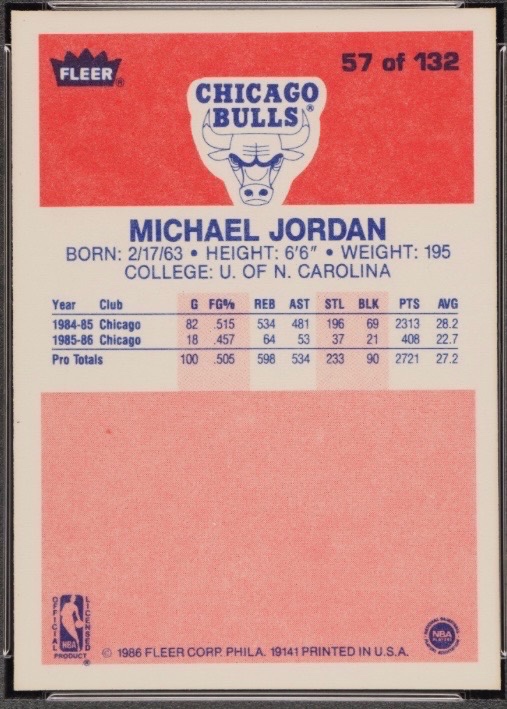 FLEER®
57 of 132
CHICAGO
BULLS®
MICHAEL JORDAN
BORN: 2/17/63 • HEIGHT: 6'6" • WEIGHT: 195
COLLEGE: U. OF N. CAROLINA
Year Club G FG% REB AST STL BLK PTS AVG
1984-85 Chicago 82 .515 534 481 196 69 2313 28.2
1985-86 Chicago 18 .457 64 53 37 21 408 22.7
Pro Totals 100 .505 598 534 233 90 2721 27.2
OFFICIAL
LICENSED
NBA
PRODUCT ®
© 1986 FLEER CORP. PHILA. 19141 PRINTED IN U.S.A.
NBA
PLAYERS